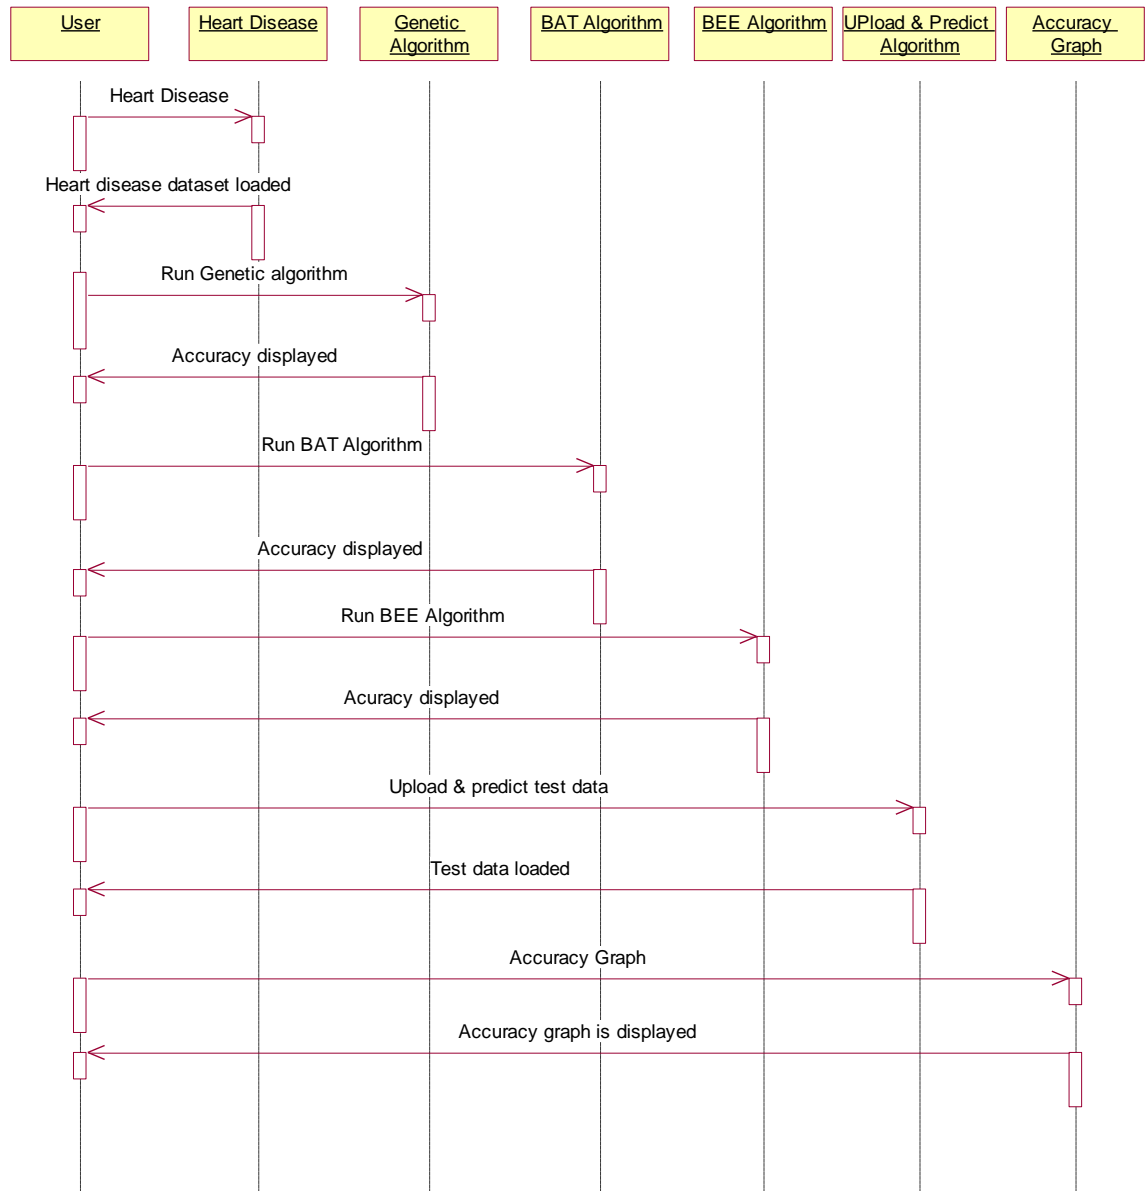 User
Heart Disease
Genetic
Algorithm
BAT Algorithm
BEE Algorithm
UPload & Predict
Algorithm
Accuracy
Graph
Heart Disease
Heart disease dataset loaded
Run Genetic algorithm
Accuracy displayed
Run BAT Algorithm
Accuracy displayed
Run BEE Algorithm
Acuracy displayed
Upload & predict test data
Test data loaded
Accuracy Graph
Accuracy graph is displayed